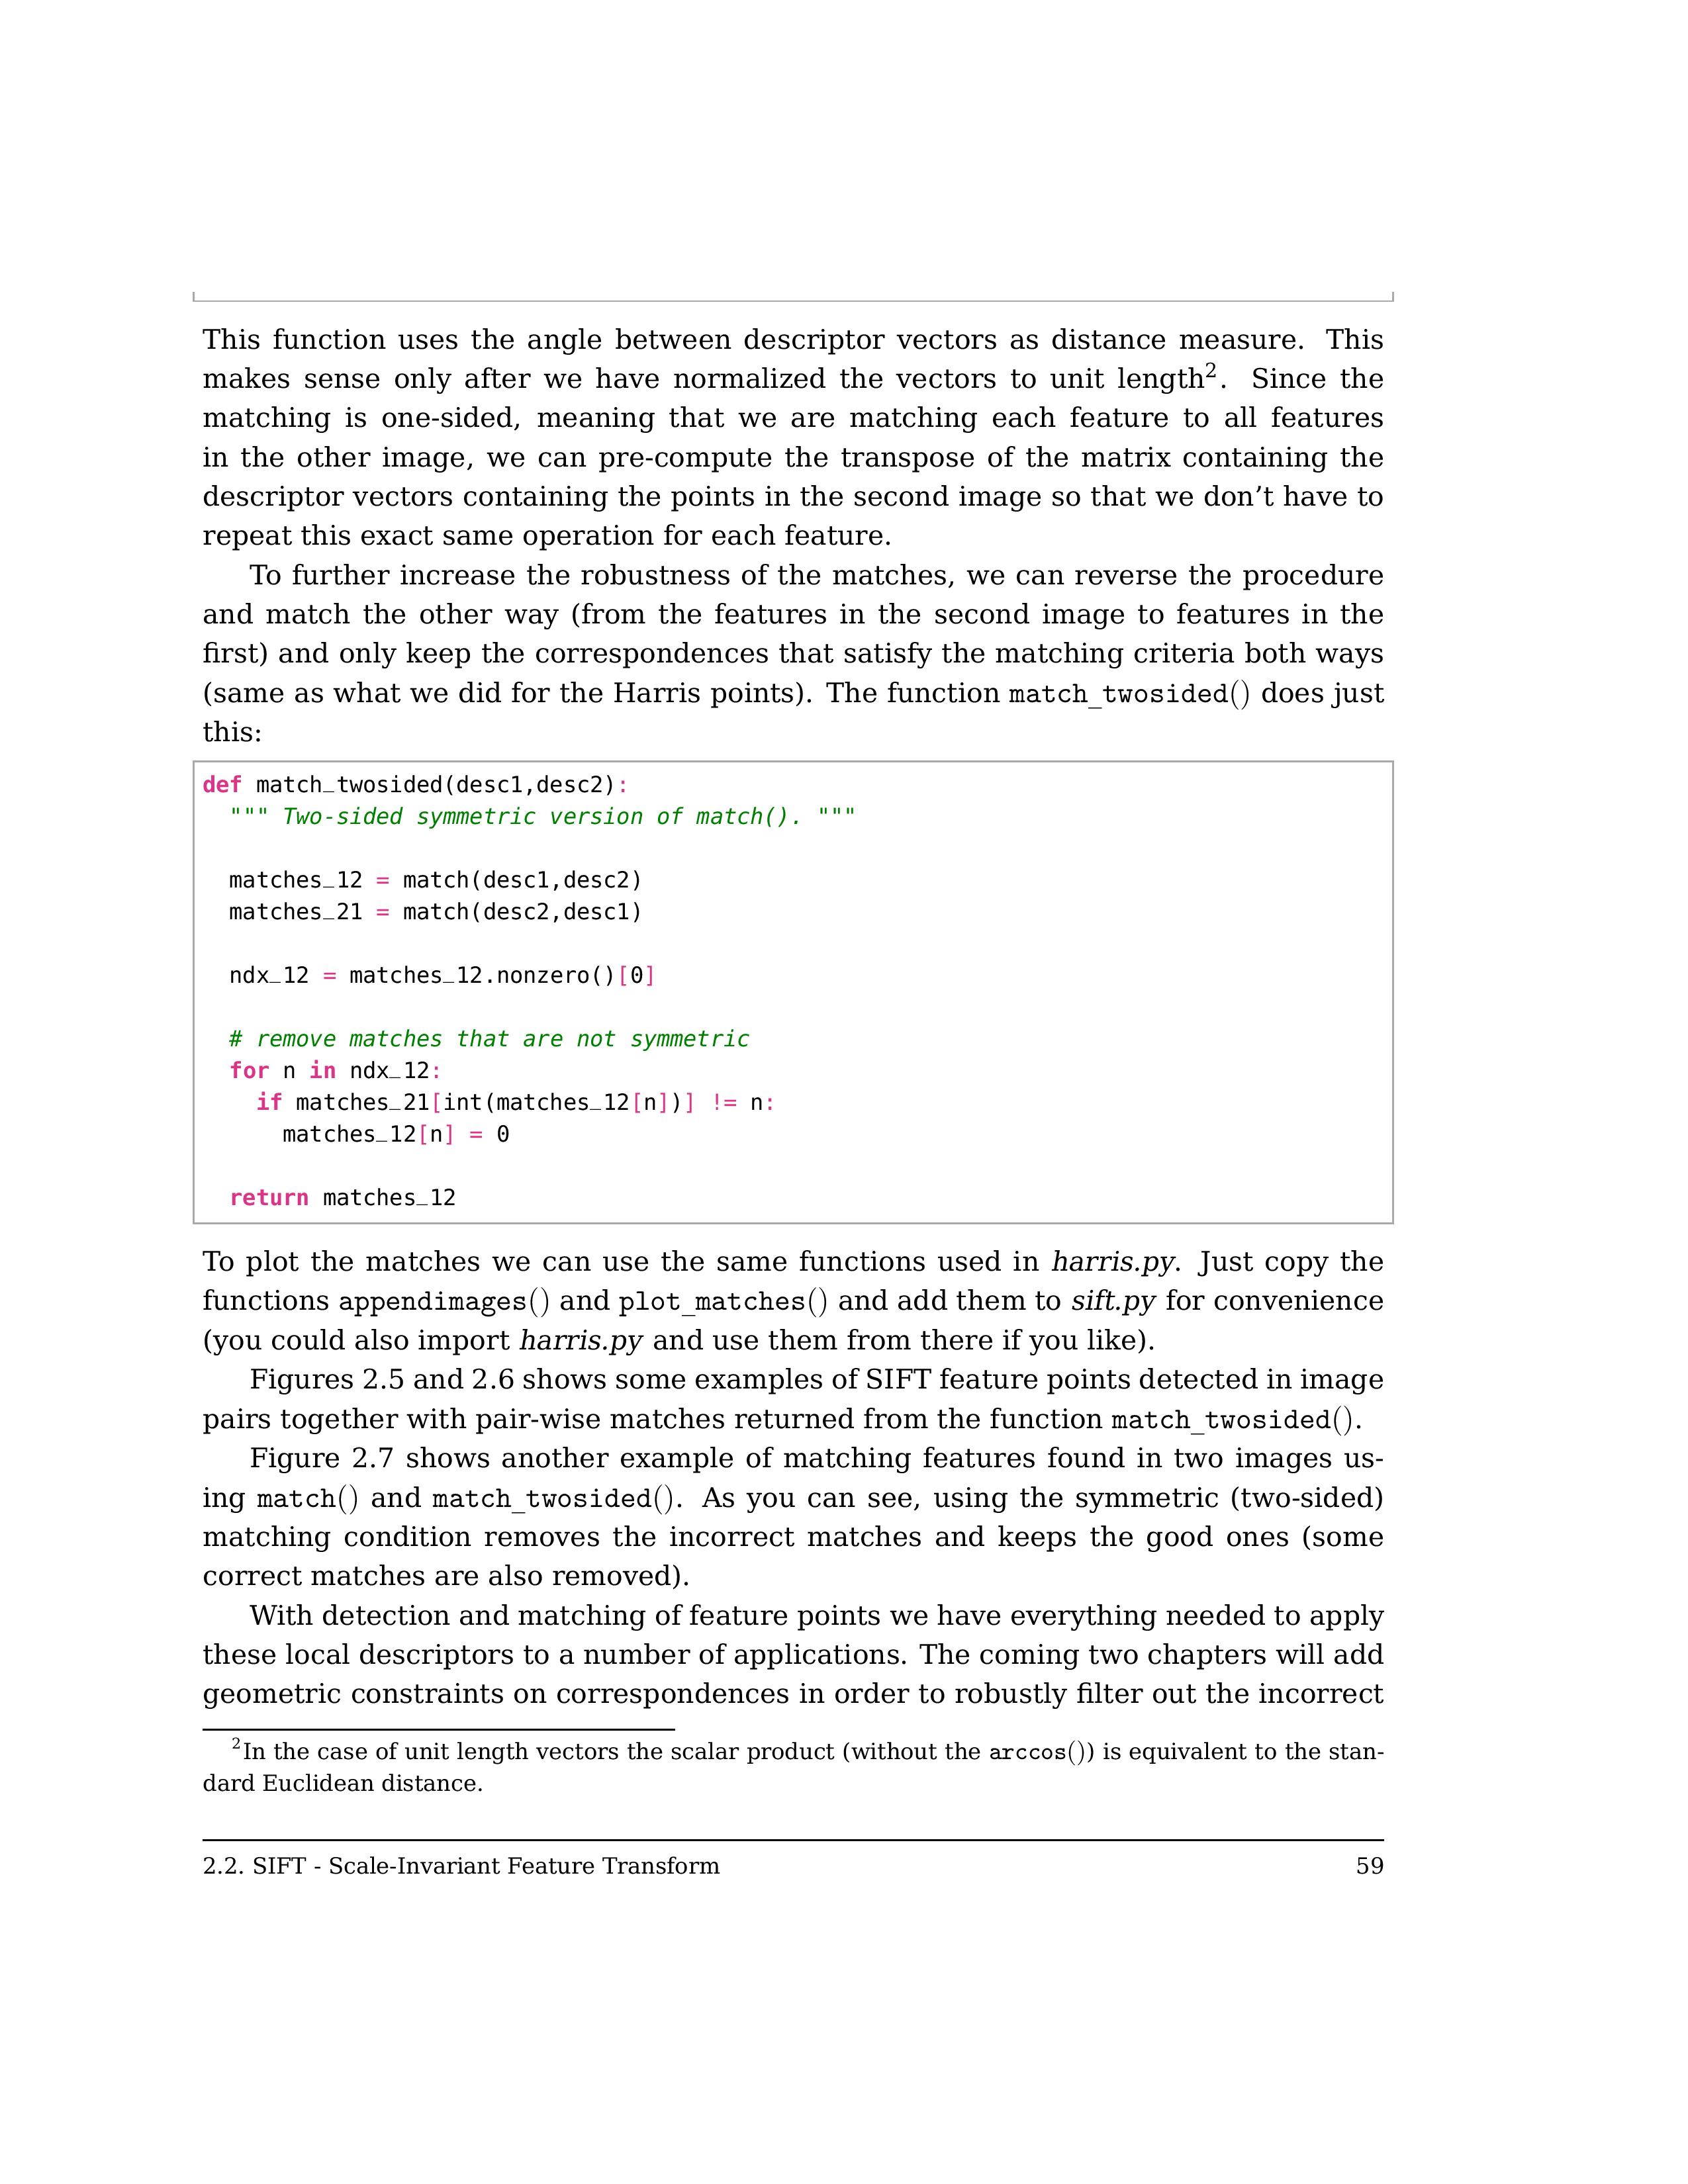 This function uses the angle between descriptor vectors as distance measure. This
makes sense only after we have normalized the vectors to unit length². Since the
matching is one-sided, meaning that we are matching each feature to all features
in the other image, we can pre-compute the transpose of the matrix containing the
descriptor vectors containing the points in the second image so that we don’t have to
repeat this exact same operation for each feature.
To further increase the robustness of the matches, we can reverse the procedure
and match the other way (from the features in the second image to features in the
first) and only keep the correspondences that satisfy the matching criteria both ways
(same as what we did for the Harris points). The function match_twosided() does just
this:
def match_twosided(desc1,desc2):
  """ Two-sided symmetric version of match(). """
  matches_12 = match(desc1,desc2)
  matches_21 = match(desc2,desc1)
  ndx_12 = matches_12.nonzero()[0]
  # remove matches that are not symmetric
  for n in ndx_12:
    if matches_21[int(matches_12[n])] != n:
      matches_12[n] = 0
  return matches_12
To plot the matches we can use the same functions used in harris.py. Just copy the
functions appendimages() and plot_matches() and add them to sift.py for convenience
(you could also import harris.py and use them from there if you like).
Figures 2.5 and 2.6 shows some examples of SIFT feature points detected in image
pairs together with pair-wise matches returned from the function match_twosided().
Figure 2.7 shows another example of matching features found in two images us-
ing match() and match_twosided(). As you can see, using the symmetric (two-sided)
matching condition removes the incorrect matches and keeps the good ones (some
correct matches are also removed).
With detection and matching of feature points we have everything needed to apply
these local descriptors to a number of applications. The coming two chapters will add
geometric constraints on correspondences in order to robustly filter out the incorrect
²In the case of unit length vectors the scalar product (without the arccos()) is equivalent to the stan-
dard Euclidean distance.
2.2. SIFT - Scale-Invariant Feature Transform 59